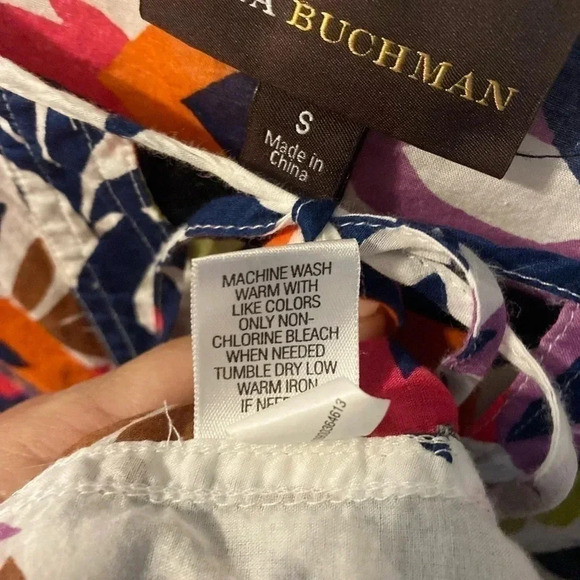 BUCHMAN
S
Made in
China
MACHINE WASH
WARM WITH
LIKE COLORS
ONLY NON-
CHLORINE BLEACH
WHEN NEEDED
TUMBLE DRY LOW
WARM IRON
IF